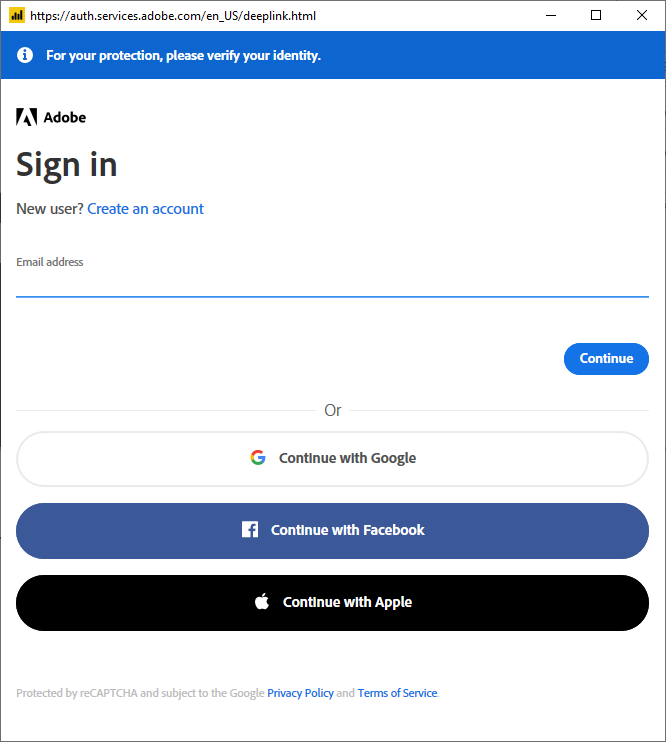 https://auth.services.adobe.com/en_US/deeplink.html
For your protection, please verify your identity.
Adobe
Sign in
New user? Create an account
Email address
Continue
Or
Continue with Google
Continue with Facebook
Continue with Apple
Protected by reCAPTCHA and subject to the Google Privacy Policy and Terms of Service.